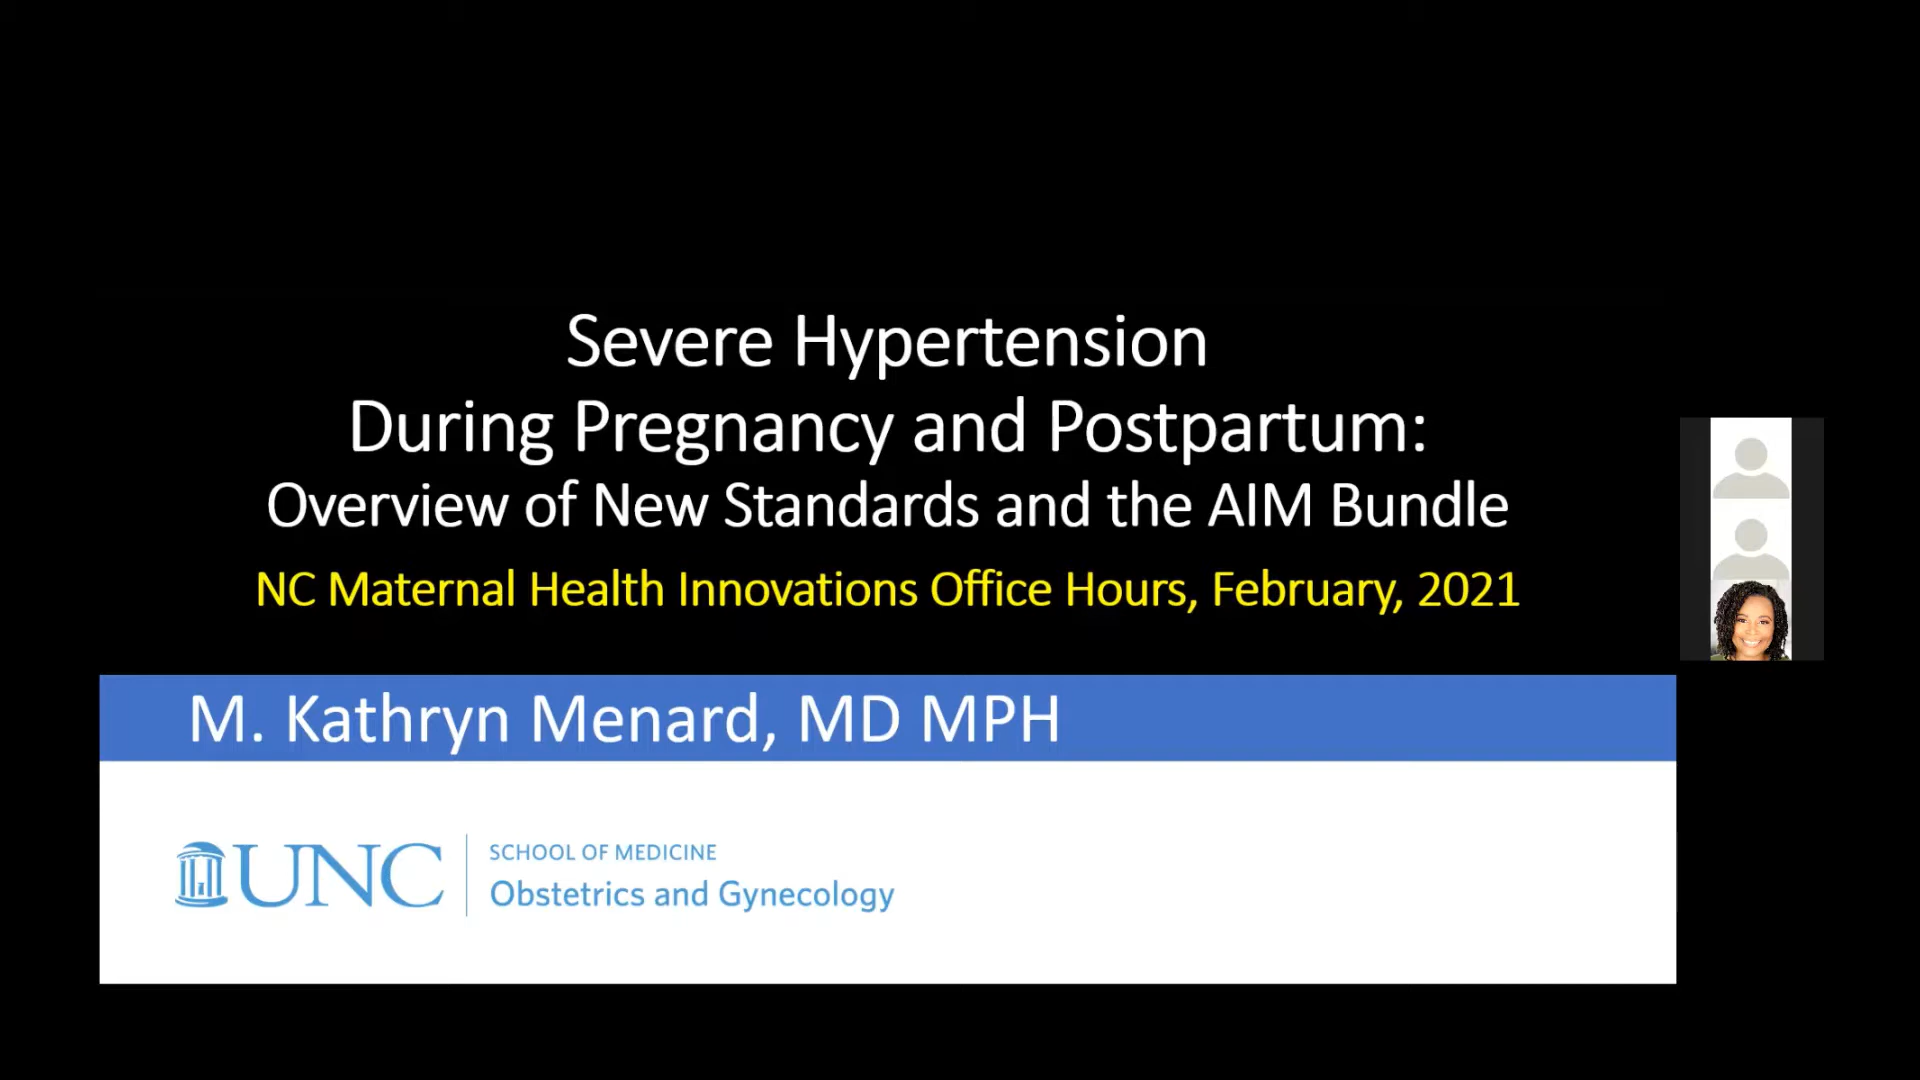 Severe Hypertension
During Pregnancy and Postpartum:
Overview of New Standards and the AIM Bundle
NC Maternal Health Innovations Office Hours, February, 2021
M. Kathryn Menard, MD MPH
UNC
SCHOOL OF MEDICINE
Obstetrics and Gynecology